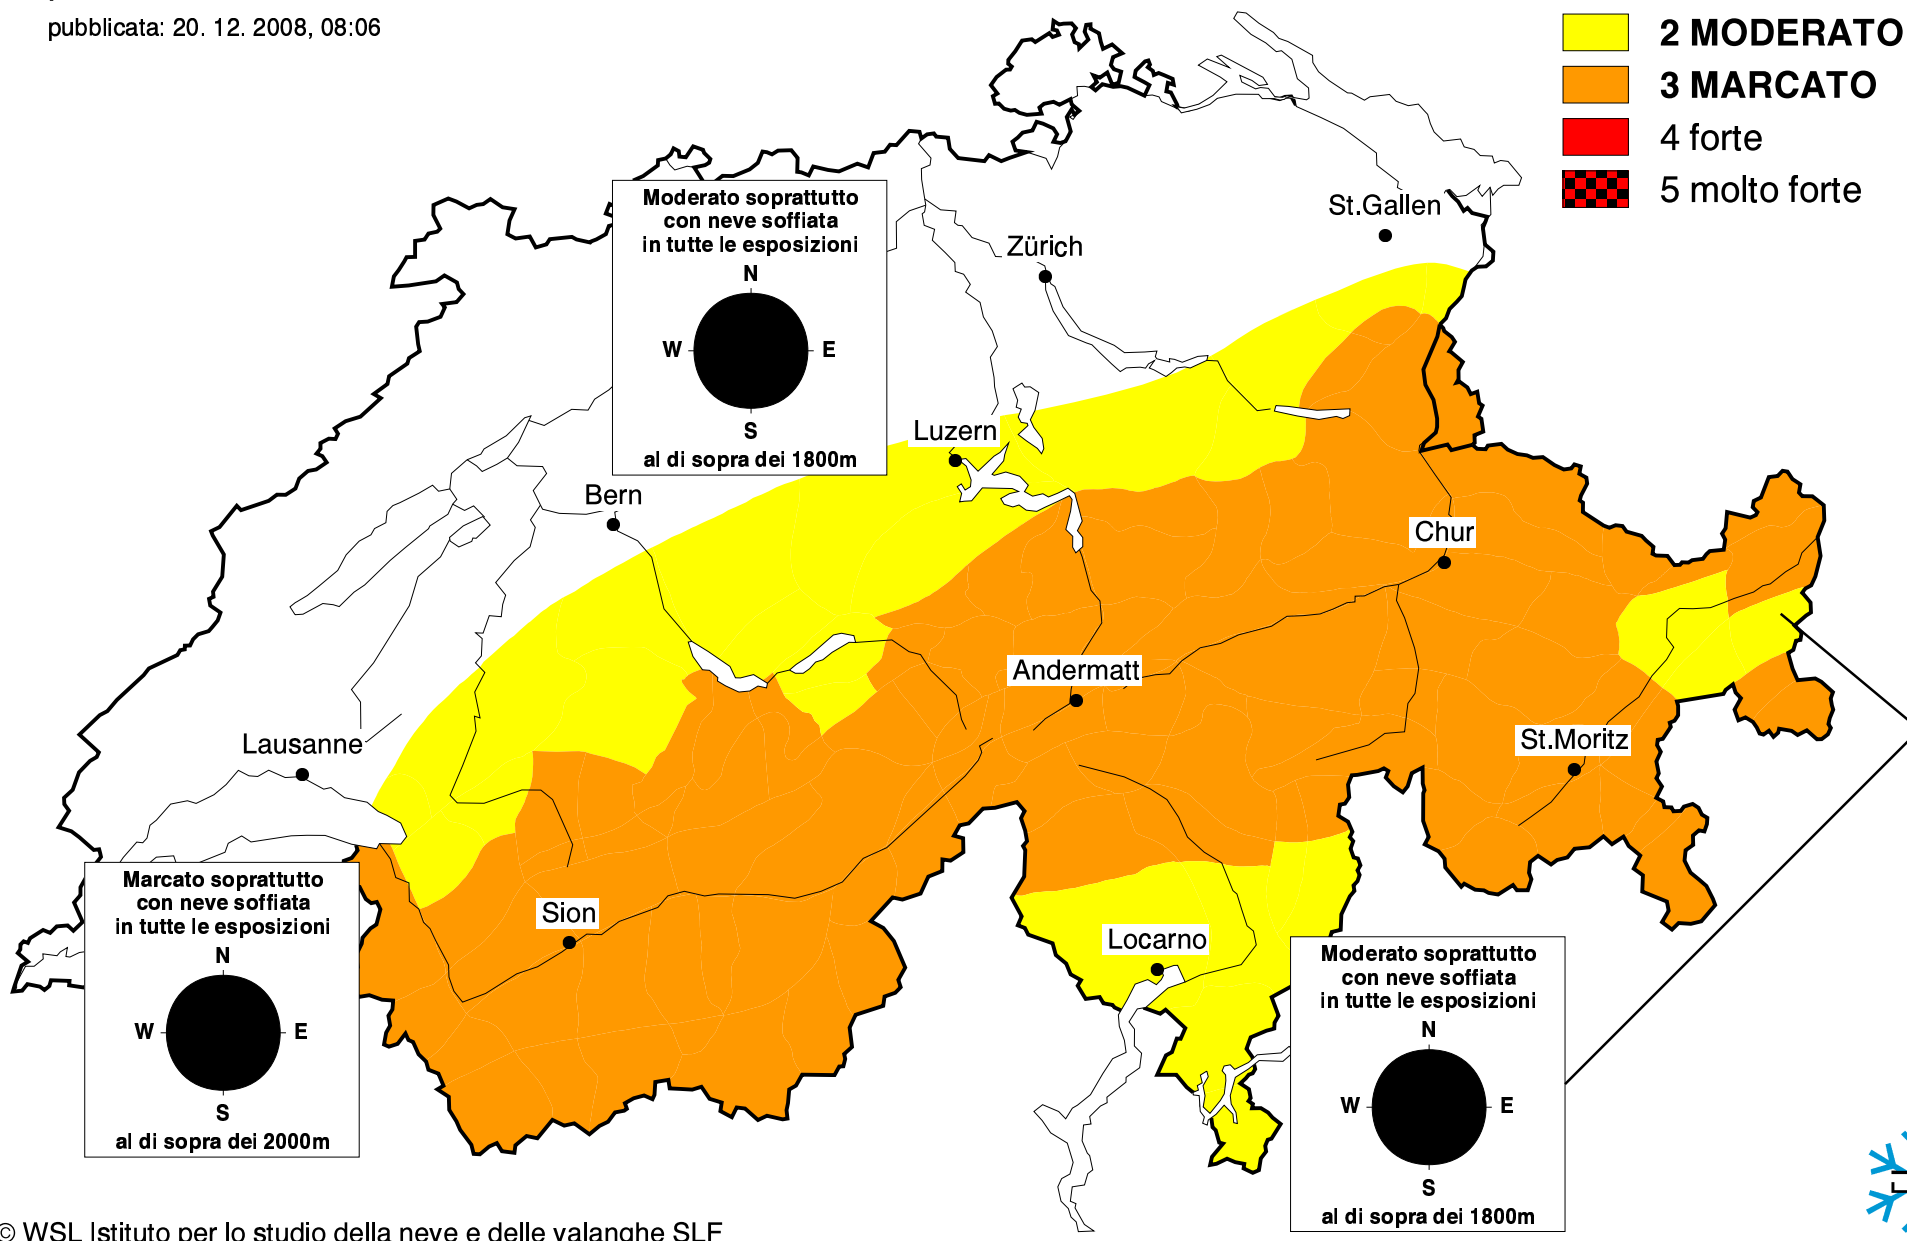 pubblicata: 20. 12. 2008, 08:06
2 MODERATO
3 MARCATO
4 forte
5 molto forte
St.Gallen
Zürich
Moderato soprattutto
con neve soffiata
in tutte le esposizioni
N
W
E
S
al di sopra dei 1800m
Luzern
Bern
Chur
Andermatt
St.Moritz
Lausanne
Sion
Locarno
Marcato soprattutto
con neve soffiata
in tutte le esposizioni
N
W
E
S
al di sopra dei 2000m
Moderato soprattutto
con neve soffiata
in tutte le esposizioni
N
W
E
S
al di sopra dei 1800m
© WSL Istituto per lo studio della neve e delle valanghe SLF